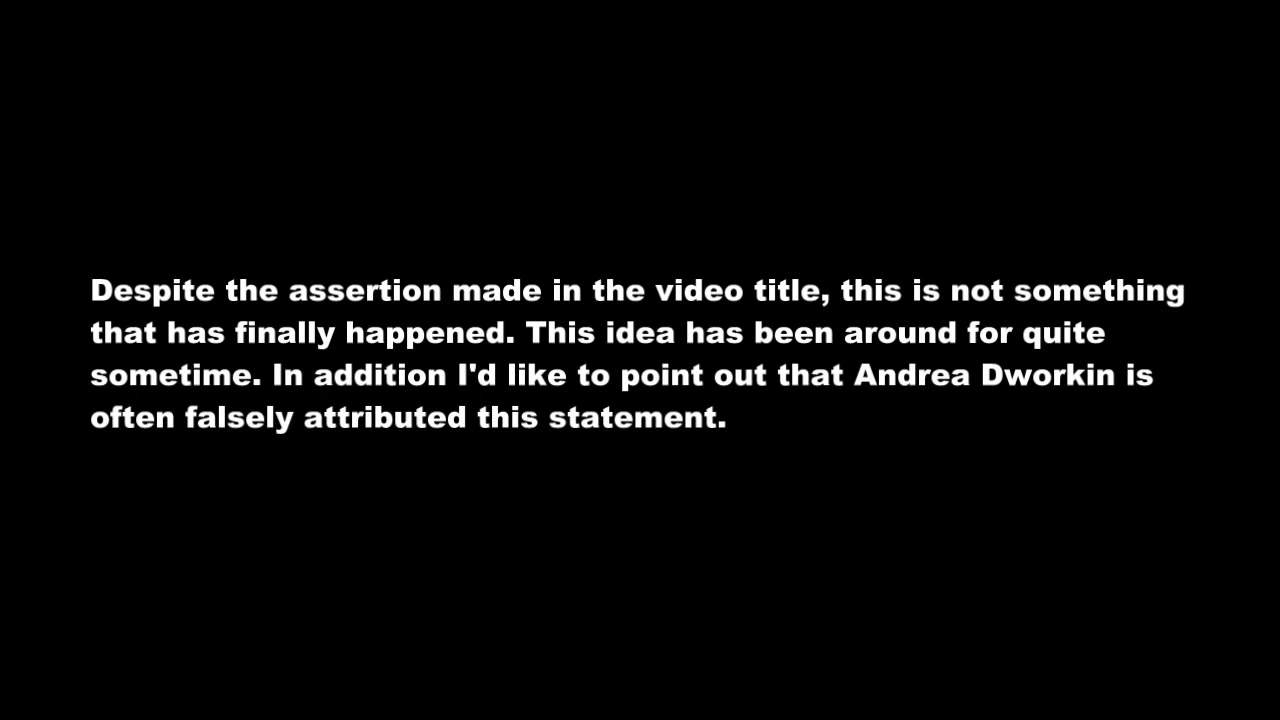 Despite the assertion made in the video title, this is not something
that has finally happened. This idea has been around for quite
sometime. In addition I'd like to point out that Andrea Dworkin is
often falsely attributed this statement.